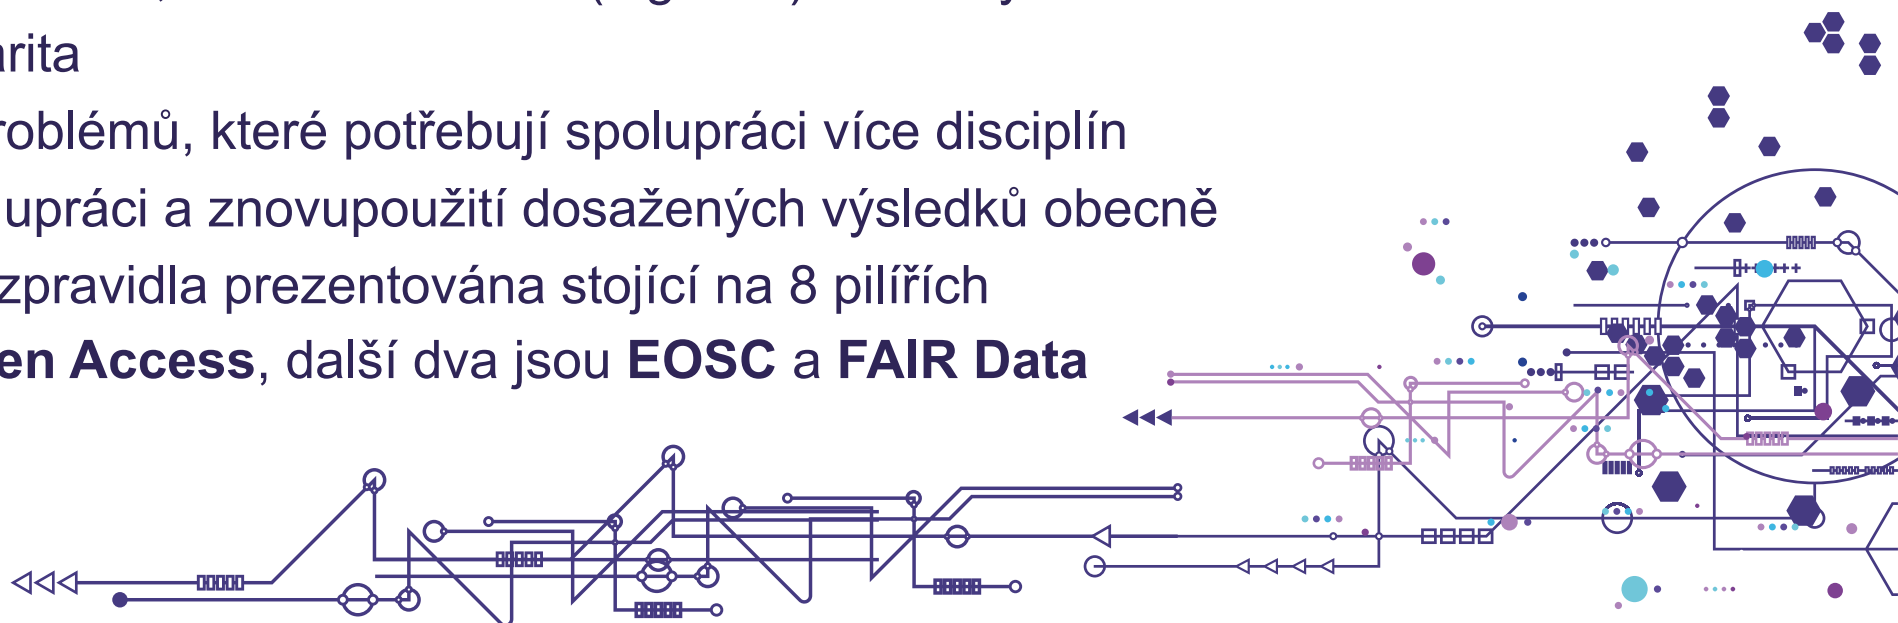 arita
roblémů, které potřebují spolupráci více disciplín
upráci a znovupoužití dosažených výsledků obecně
zpravidla prezentována stojící na 8 pilířích
en Access, další dva jsou EOSC a FAIR Data